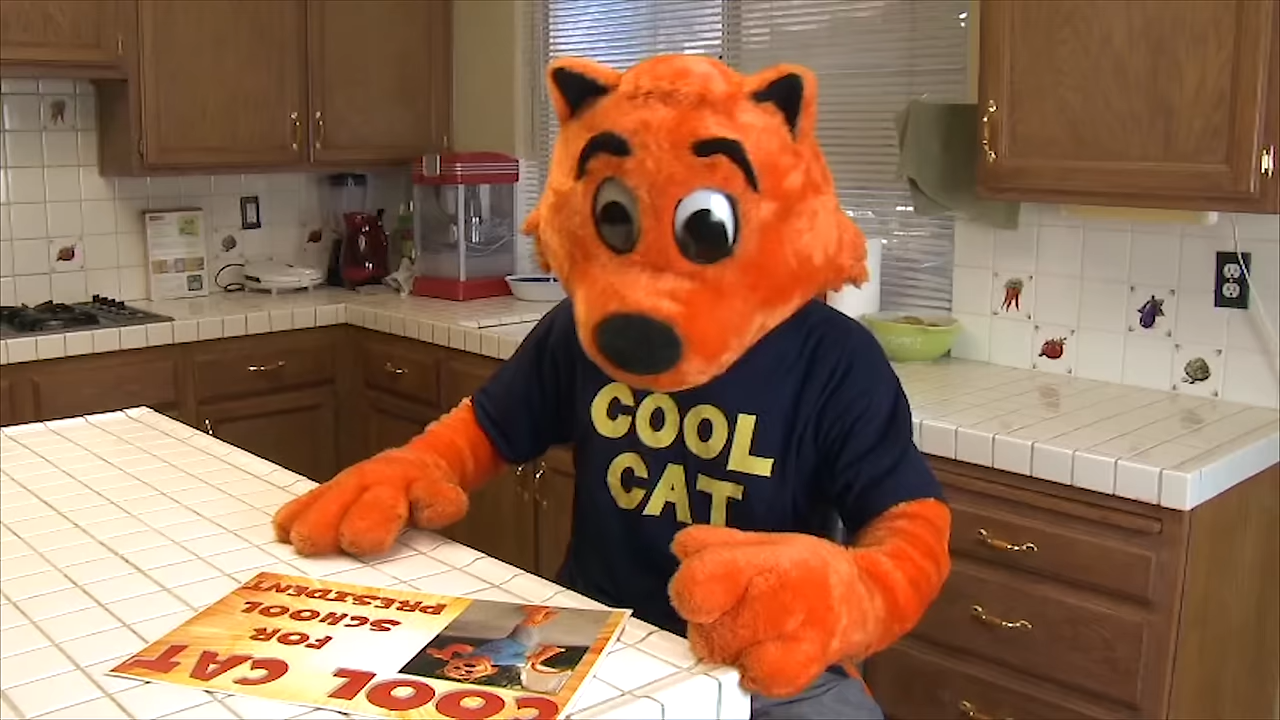 COOL
CAT
COOL CAT
FOR
SCHOOL
PRESIDENT